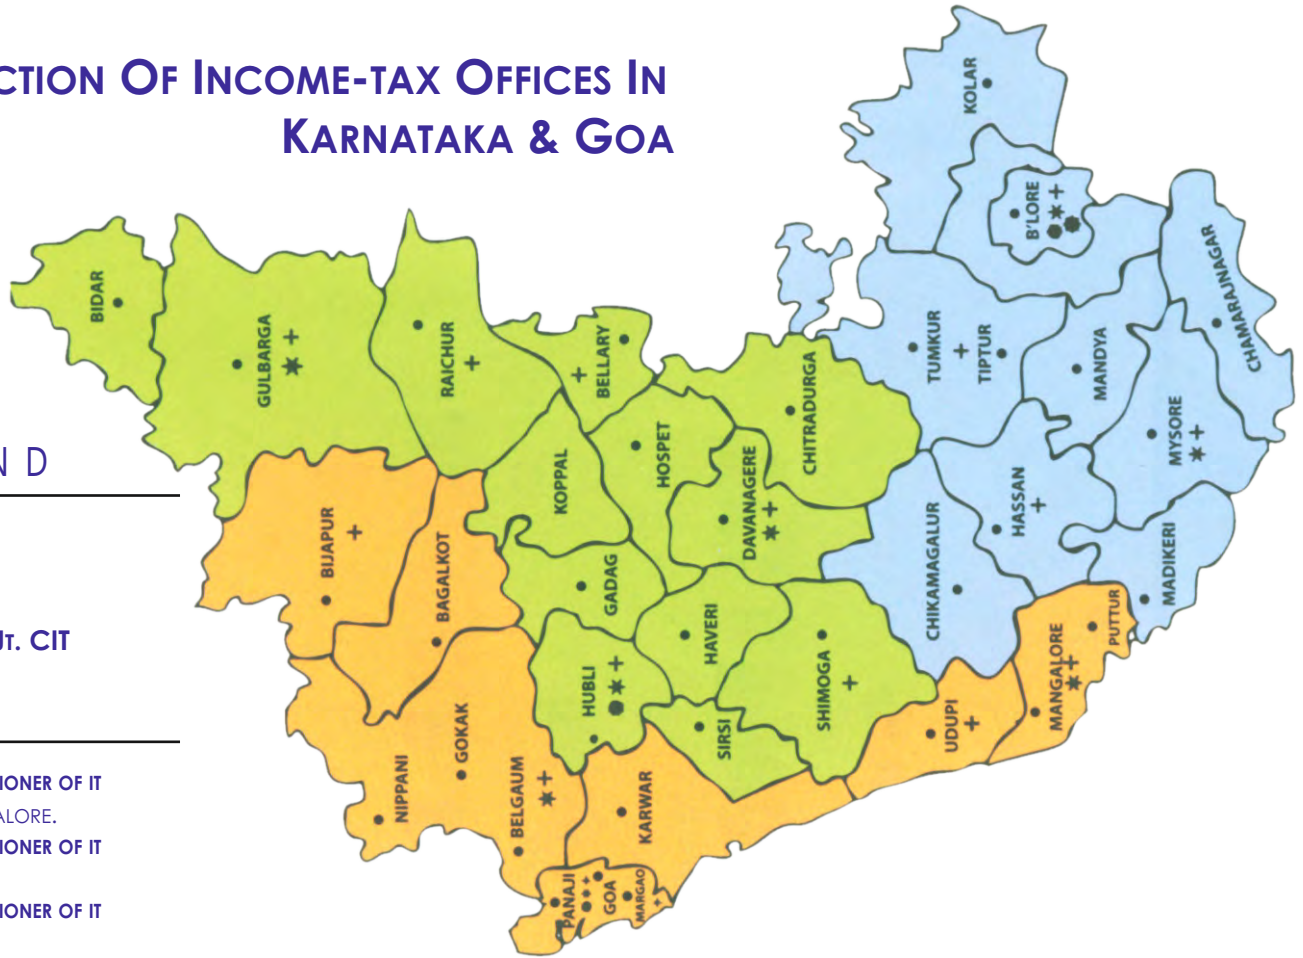 CTION OF INCOME-TAX OFFICES IN
KARNATAKA & GOA
N D
JT. CIT
IONER OF IT
ALORE.
IONER OF IT
IONER OF IT
BIDAR
GULBARGA
RAICHUR
BELLARY
KOPPAL
HOSPET
CHITRADURGA
DAVANAGERE
GADAG
HAVERI
HUBLI
SIRSI
SHIMOGA
BIJAPUR
BAGALKOT
GOKAK
NIPPANI
BELGAUM
KARWAR
PANAJI
GOA
MARGAO
UDUPI
MANGALORE
PUTTUR
KOLAR
B'LORE
CHAMARAJNAGAR
TUMKUR
TIPTUR
MANDYA
MYSORE
HASSAN
CHIKAMAGALUR
MADIKERI